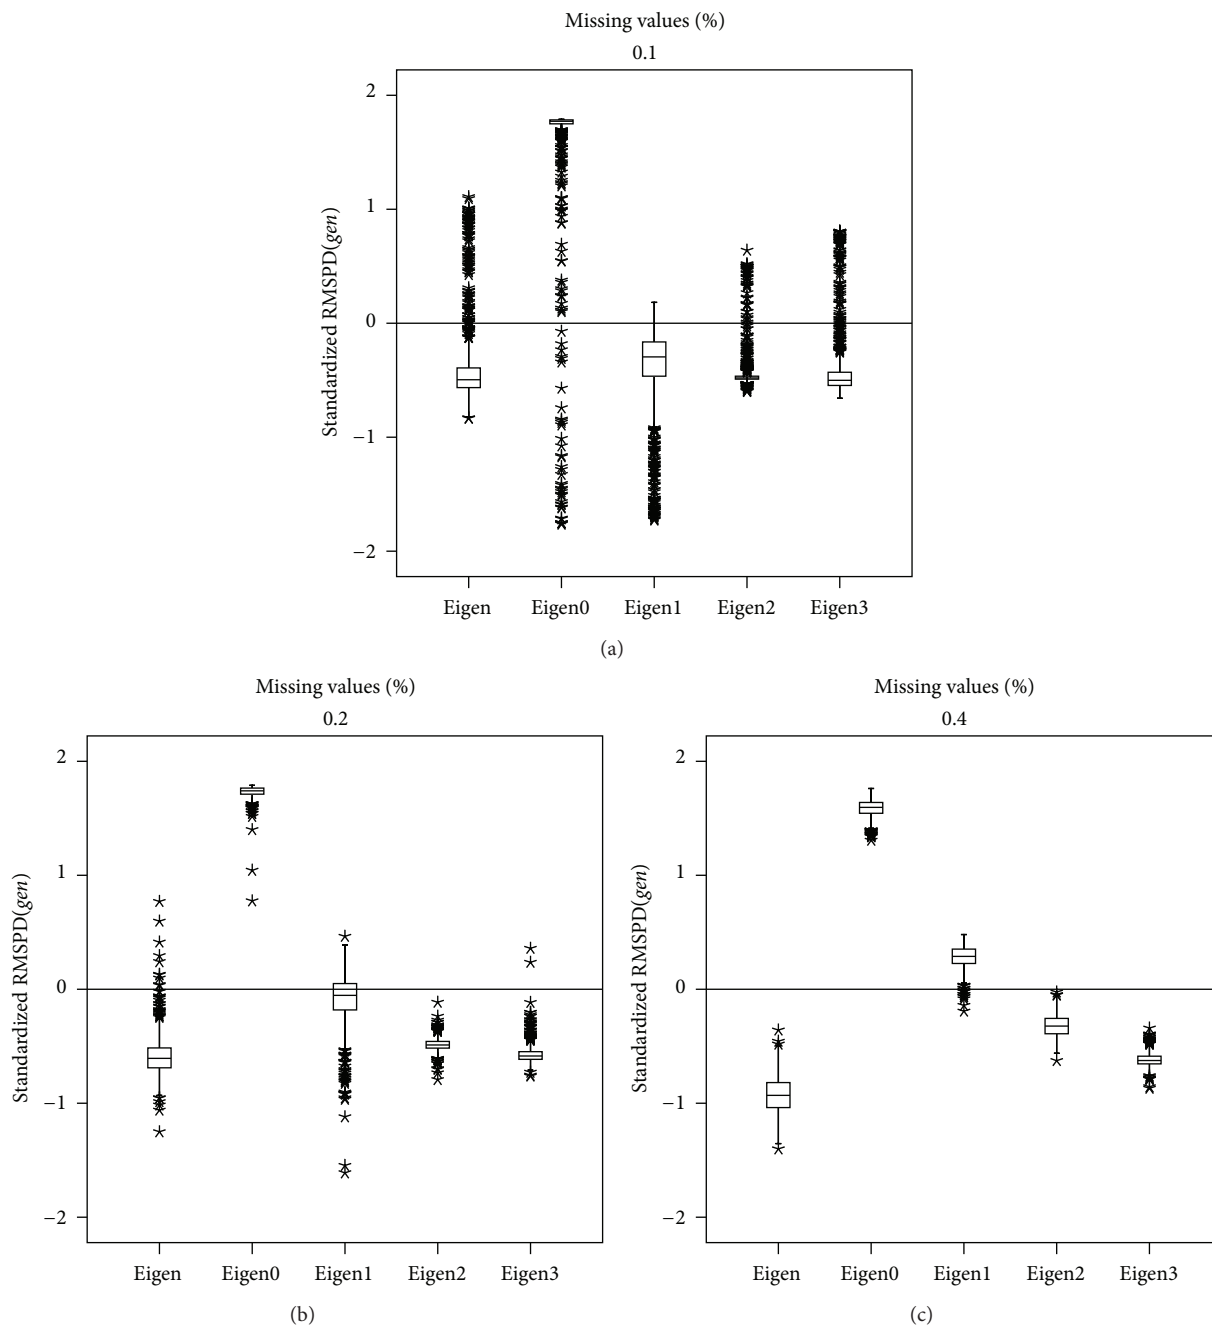 Missing values (%)
0.1
Standardized RMSPD(gen)
2
1
0
−1
−2
Eigen Eigen0 Eigen1 Eigen2 Eigen3
(a)
Missing values (%)
0.2
Standardized RMSPD(gen)
2
1
0
−1
−2
Eigen Eigen0 Eigen1 Eigen2 Eigen3
(b)
Missing values (%)
0.4
Standardized RMSPD(gen)
2
1
0
−1
−2
Eigen Eigen0 Eigen1 Eigen2 Eigen3
(c)